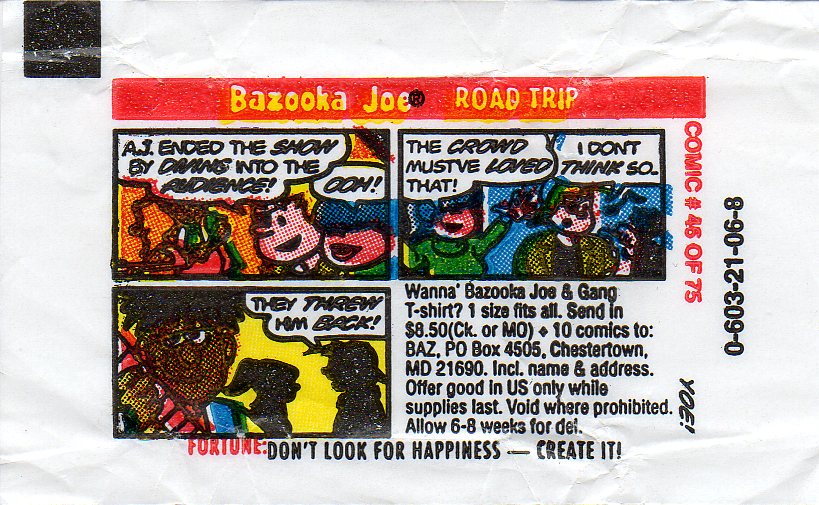 Bazooka Joe® ROAD TRIP
A.J. ENDED THE SHOW
BY DIVING INTO THE
AUDIENCE!
OOH!
THE CROWD
MUSTVE LOVED
THAT!
I DONT
THINK SO..
THEY THREW
HIM BACK!
Wanna' Bazooka Joe & Gang
T-shirt? 1 size fits all. Send in
$8.50(Ck. or MO) + 10 comics to:
BAZ, PO Box 4505, Chestertown,
MD 21690. Incl. name & address.
Offer good in US only while
supplies last. Void where prohibited.
Allow 6-8 weeks for del.
YOE!
FORTUNE: DON'T LOOK FOR HAPPINESS — CREATE IT!
COMIC # 46 OF 75
0-603-21-06-8